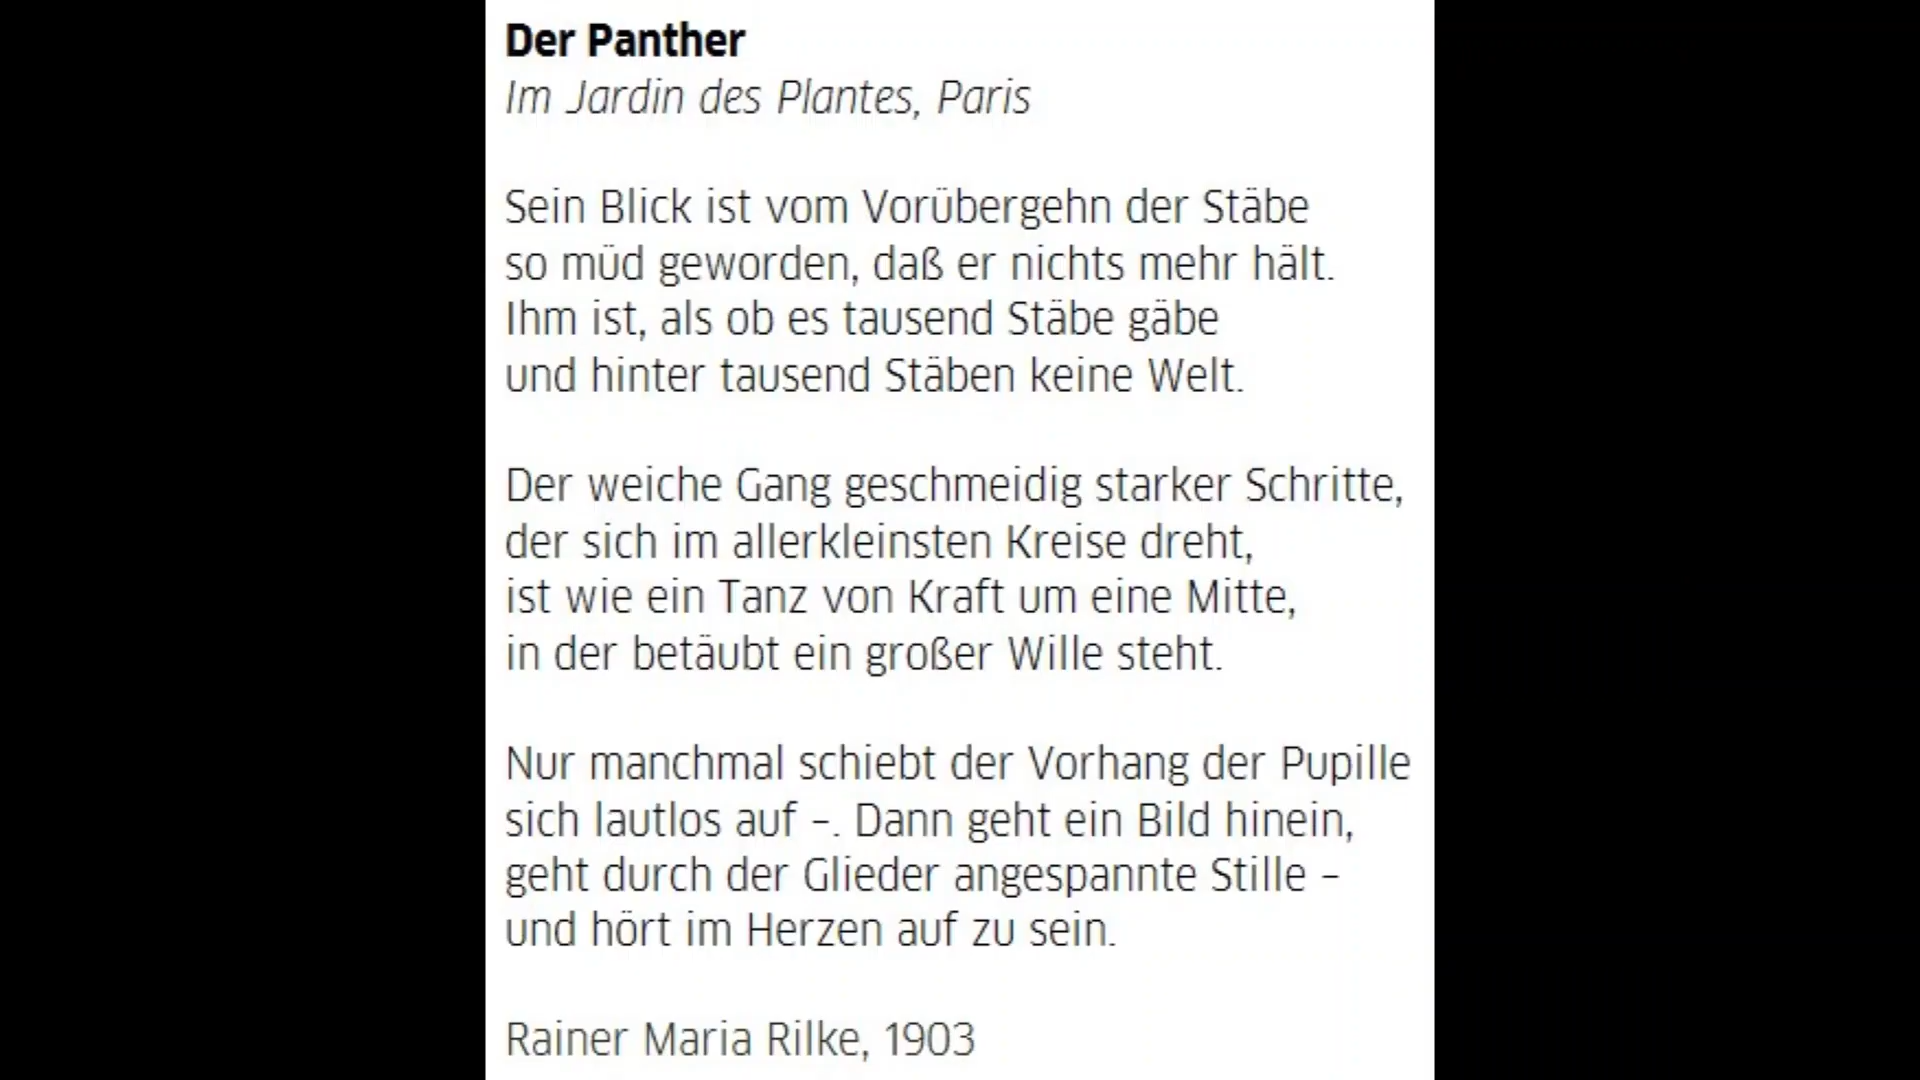 Der Panther
Im Jardin des Plantes, Paris
Sein Blick ist vom Vorübergehn der Stäbe
so müd geworden, daß er nichts mehr hält.
Ihm ist, als ob es tausend Stäbe gäbe
und hinter tausend Stäben keine Welt.
Der weiche Gang geschmeidig starker Schritte,
der sich im allerkleinsten Kreise dreht,
ist wie ein Tanz von Kraft um eine Mitte,
in der betäubt ein großer Wille steht.
Nur manchmal schiebt der Vorhang der Pupille
sich lautlos auf –. Dann geht ein Bild hinein,
geht durch der Glieder angespannte Stille –
und hört im Herzen auf zu sein.
Rainer Maria Rilke, 1903